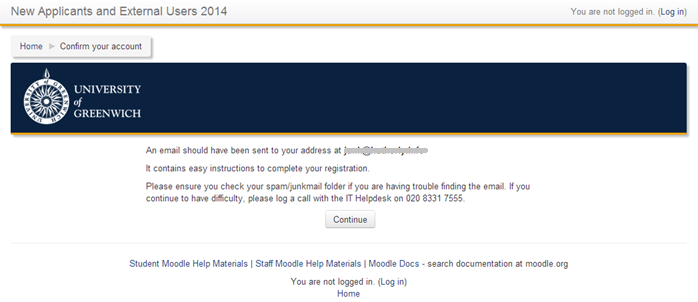 New Applicants and External Users 2014
You are not logged in. (Log in)
Home ► Confirm your account
UNIVERSITY
of
GREENWICH
An email should have been sent to your address at
It contains easy instructions to complete your registration.
Please ensure you check your spam/junkmail folder if you are having trouble finding the email. If you
continue to have difficulty, please log a call with the IT Helpdesk on 020 8331 7555.
Continue
Student Moodle Help Materials | Staff Moodle Help Materials | Moodle Docs - search documentation at moodle.org
You are not logged in. (Log in)
Home